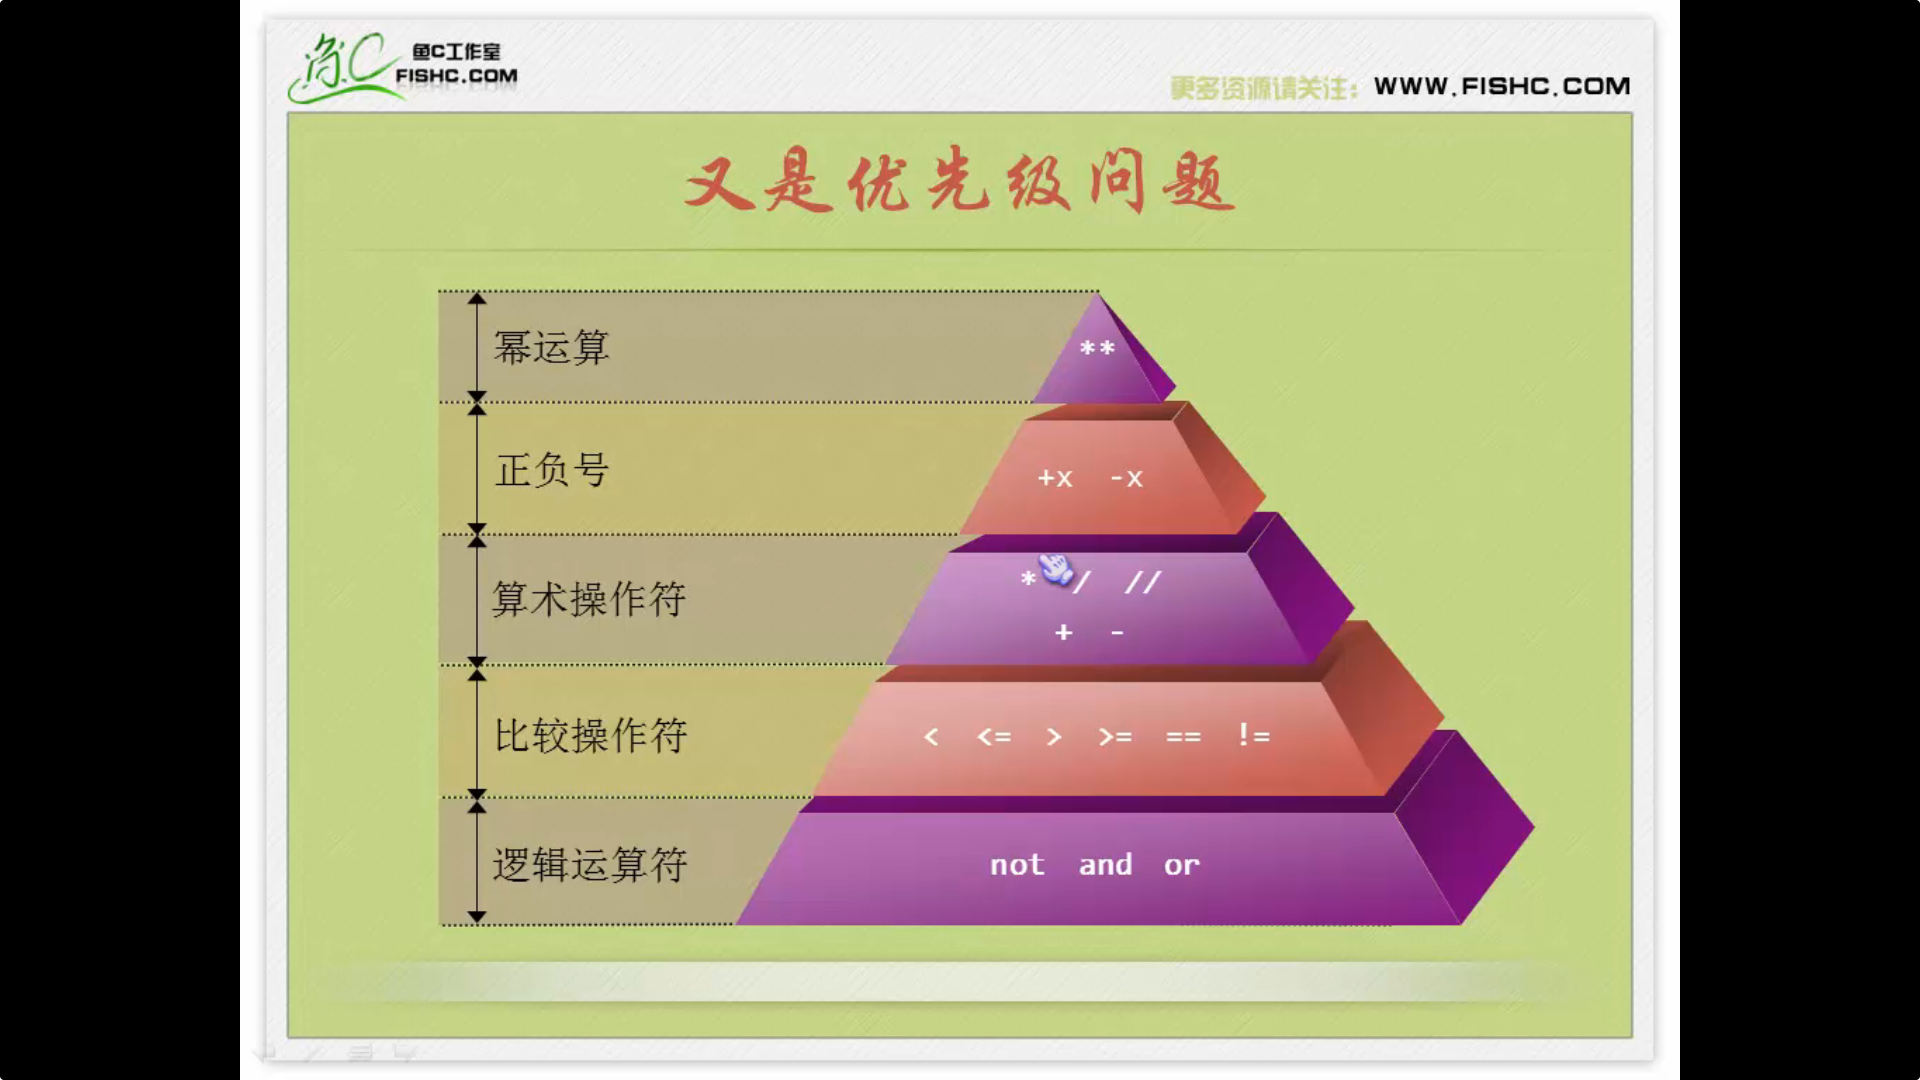 鱼C 鱼C工作室
FISHC.COM
更多资源请关注： WWW.FISHC.COM
又是优先级问题
幂运算 **
正负号 +x -x
算术操作符 * / //
+ -
比较操作符 < <= > >= == !=
逻辑运算符 not and or